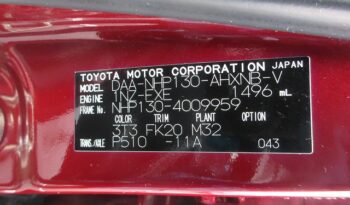 TOYOTA MOTOR CORPORATION JAPAN
MODEL DAA-NHP130-AHXNB-V
ENGINE 1NZ-FXE 1496 mL
FRAME No. NHP130-4009959
COLOR TRIM PLANT OPTION
3T3 FK20 M32
TRANS./AXLE P510 -11A 043